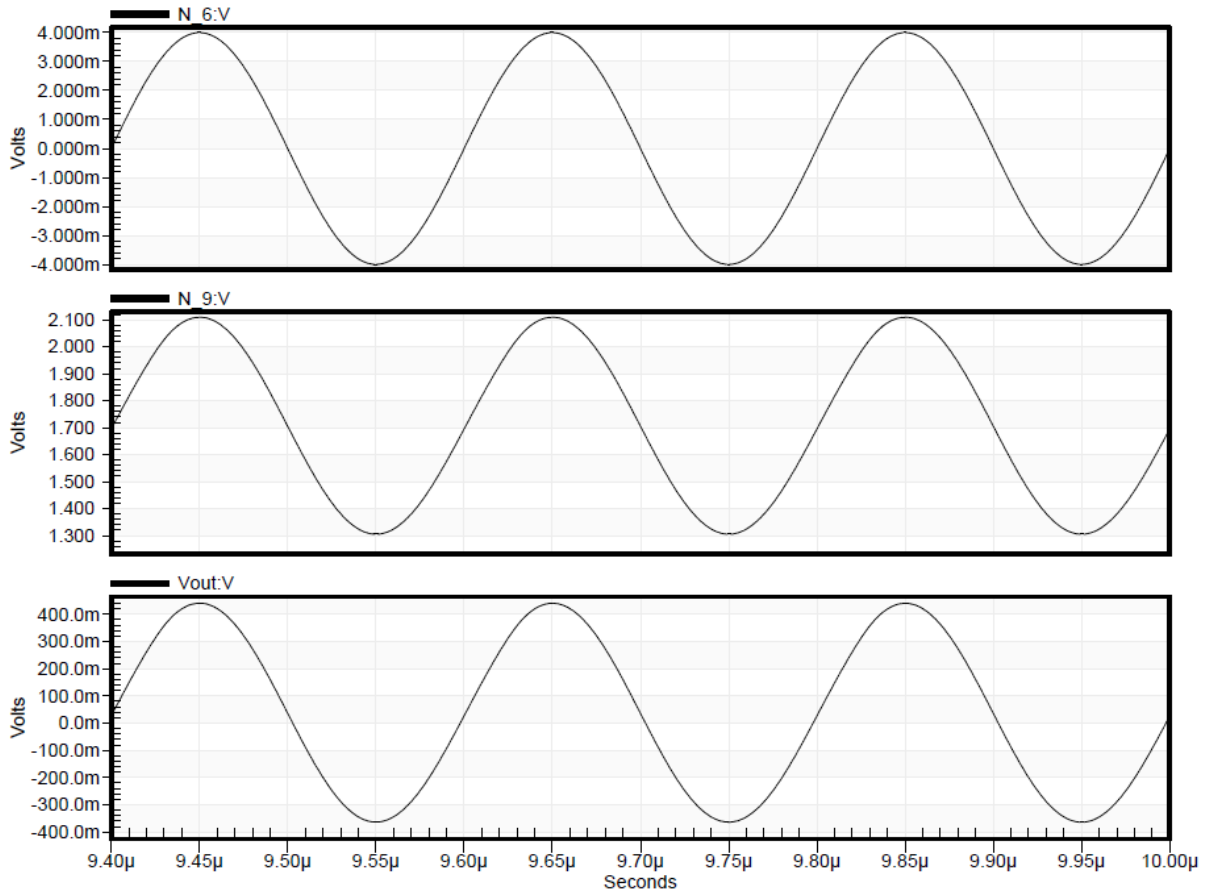 N_6:V
4.000m
3.000m
2.000m
1.000m
0.000m
-1.000m
-2.000m
-3.000m
-4.000m
Volts
N_9:V
2.100
2.000
1.900
1.800
1.700
1.600
1.500
1.400
1.300
Volts
Vout:V
400.0m
300.0m
200.0m
100.0m
0.0m
-100.0m
-200.0m
-300.0m
-400.0m
Volts
9.40µ 9.45µ 9.50µ 9.55µ 9.60µ 9.65µ 9.70µ 9.75µ 9.80µ 9.85µ 9.90µ 9.95µ 10.00µ
Seconds